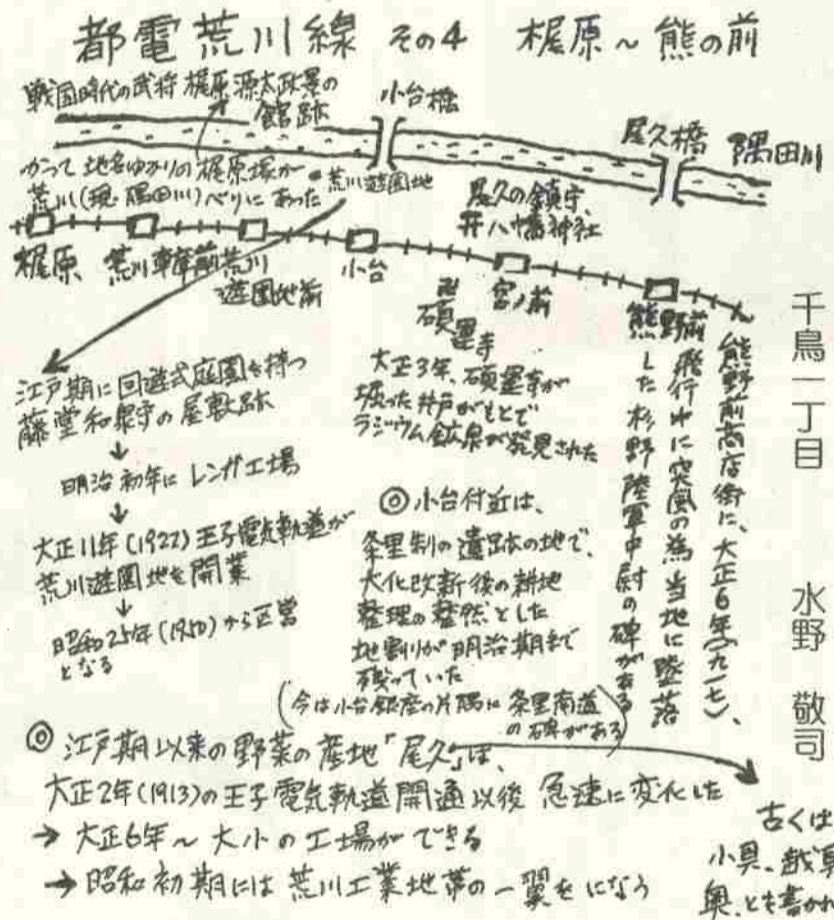 都電荒川線 その4 梶原～熊の前
戦国時代の武将 梶原源太政景の
館跡
かつて 地名ゆかりの梶原塚が
荒川(現・隅田川)べりにあった
荒川遊園地
小台橋
尾久橋
隅田川
尾久の鎮守、
八幡神社
梶原
荒川車庫前
荒川
遊園地前
小台
宮ノ前
熊野前
卍
碩運寺
大正3年、碩運寺が
掘った井戸がもとで
ラジウム鉱泉が発見された
熊野前商店街に、大正6年(一九一七)、
飛行中に突風の為当地に墜落
した杉野陸軍中尉の碑がある
千鳥一丁目 水野 敬司
江戸期に回遊式庭園を持つ
藤堂和泉守の屋敷跡
↓
明治初年にレンガ工場
↓
大正11年(1922)王子電気軌道が
荒川遊園地を開業
↓
昭和25年(1950)から区営
となる
◎小台付近は、
条里制の遺跡の地で、
大化改新後の耕地
整理の整然とした
地割りが明治期まで
残っていた
(今は小台銀座の片隅に条里南道
の碑がある)
◎江戸期以来の野菜の産地「尾久」は、
大正2年(1913)の王子電気軌道開通以後 急速に変化した
→ 大正6年～大小の工場ができる
→ 昭和初期には荒川工業地帯の一翼をになう
古くは
小具、越具
奥 とも書かれ